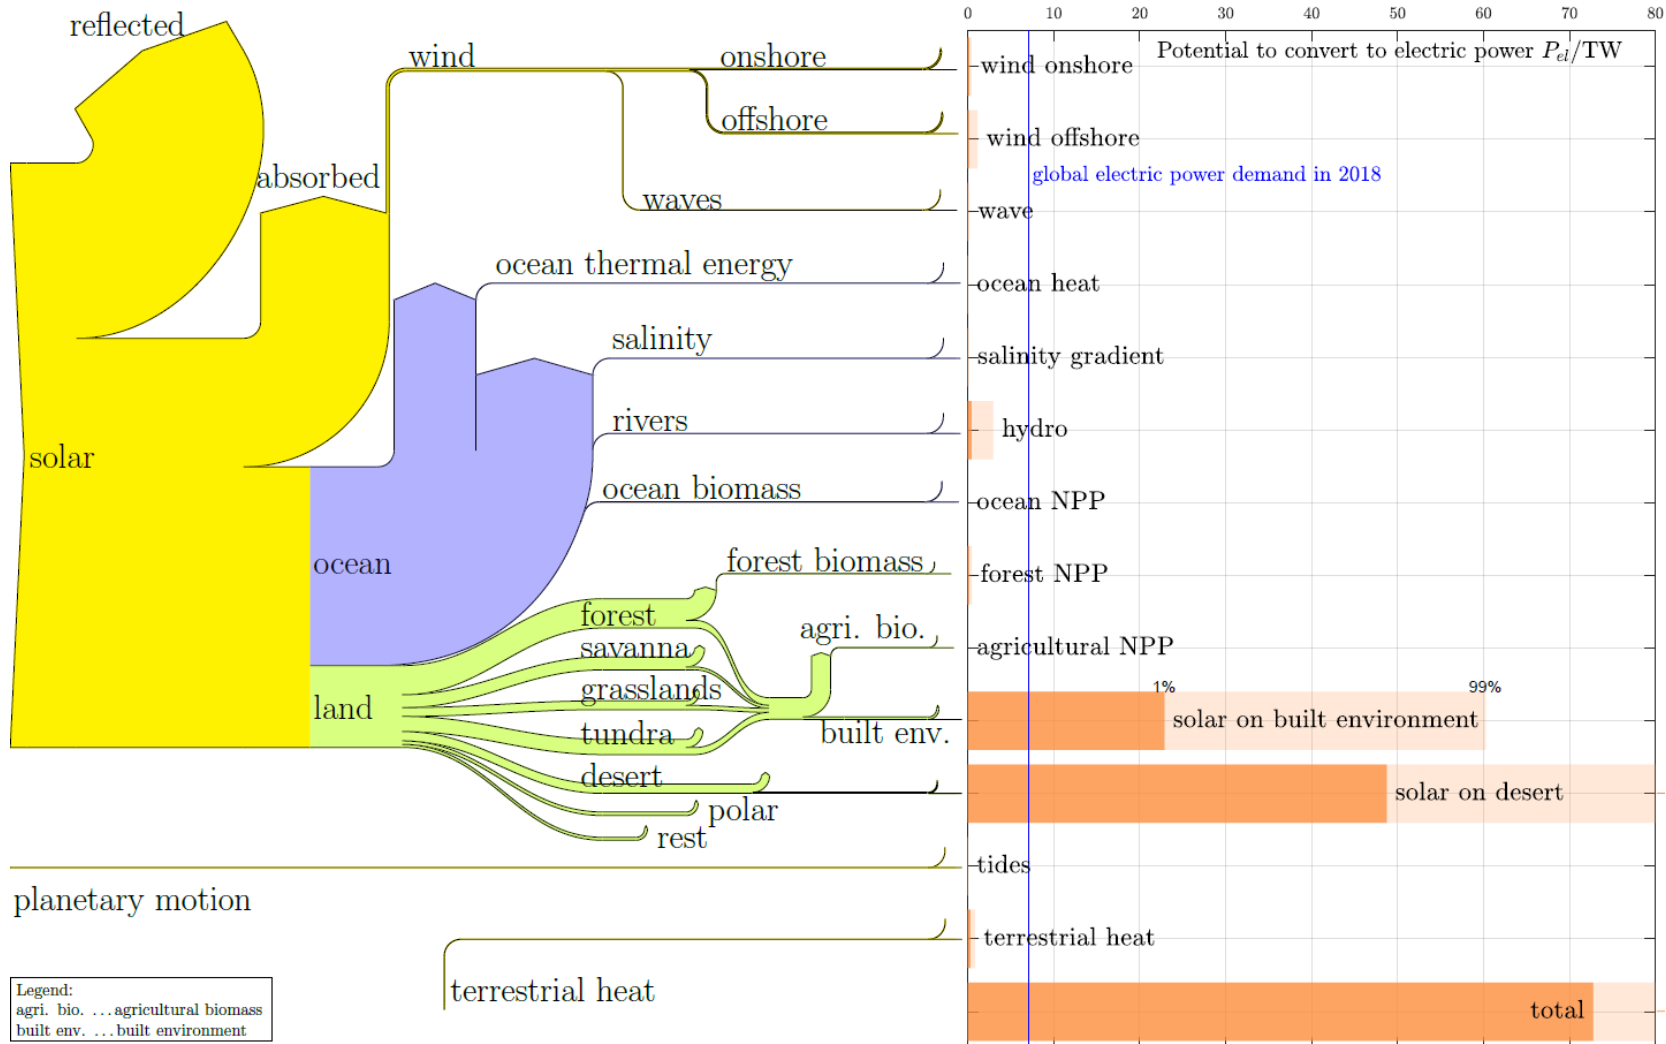 reflected
absorbed
wind
onshore
offshore
waves
ocean thermal energy
salinity
solar
rivers
ocean biomass
ocean
forest biomass
forest
agri. bio.
savanna
grasslands
land
tundra
built env.
desert
polar
rest
planetary motion
terrestrial heat
Legend:
agri. bio. ...agricultural biomass
built env. ...built environment
0 10 20 30 40 50 60 70 80
Potential to convert to electric power Pel/TW
wind onshore
wind offshore
global electric power demand in 2018
wave
ocean heat
salinity gradient
hydro
ocean NPP
forest NPP
agricultural NPP
1% 99%
solar on built environment
solar on desert
tides
terrestrial heat
total